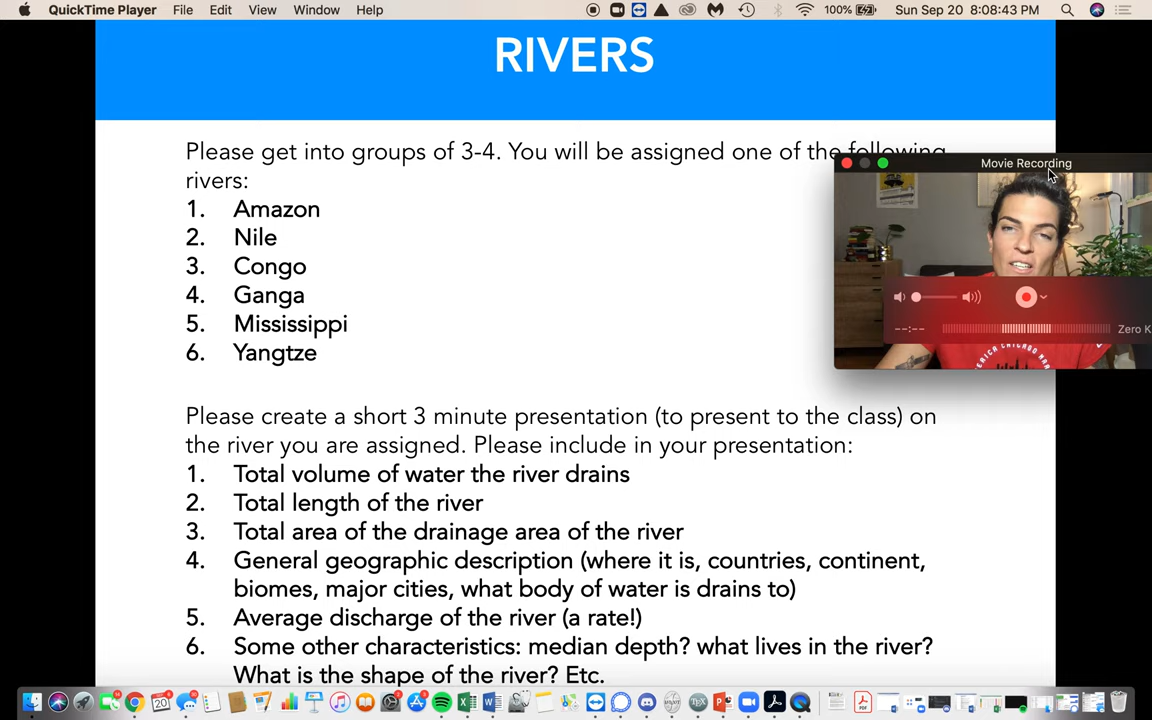 QuickTime Player File Edit View Window Help 100% Sun Sep 20 8:08:43 PM
RIVERS
Please get into groups of 3-4. You will be assigned one of the following
rivers:
Movie Recording
1. Amazon
2. Nile
3. Congo
4. Ganga
5. Mississippi
6. Yangtze
--:-- Zero K
Please create a short 3 minute presentation (to present to the class) on
the river you are assigned. Please include in your presentation:
1. Total volume of water the river drains
2. Total length of the river
3. Total area of the drainage area of the river
4. General geographic description (where it is, countries, continent,
biomes, major cities, what body of water is drains to)
5. Average discharge of the river (a rate!)
6. Some other characteristics: median depth? what lives in the river?
What is the shape of the river? Etc.